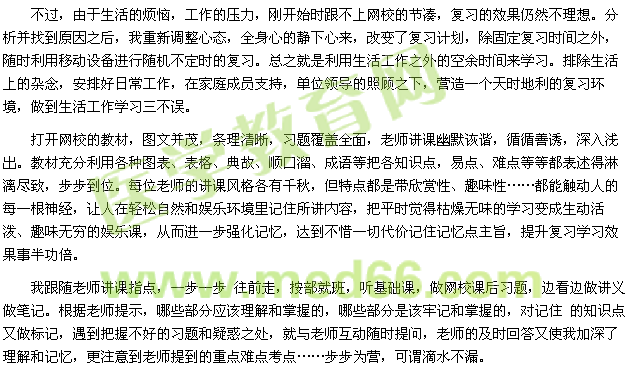 不过，由于生活的烦恼，工作的压力，刚开始时跟不上网校的节凑，复习的效果仍然不理想。分
析并找到原因之后，我重新调整心态，全身心的静下心来，改变了复习计划，除固定复习时间之外，
随时利用移动设备进行随机不定时的复习。总之就是利用生活工作之外的空余时间来学习。排除生活
上的杂念，安排好日常工作，在家庭成员支持，单位领导的照顾之下，营造一个天时地利的复习环
境，做到生活工作学习三不误。
打开网校的教材，图文并茂，条理清晰，习题覆盖全面，老师讲课幽默诙谐，循循善诱，深入浅
出。教材充分利用各种图表、表格、典故、顺口溜、成语等把各知识点，易点、难点等等都表述得淋
漓尽致，步步到位。每位老师的讲课风格各有千秋，但特点都是带欣赏性、趣味性……都能触动人的
每一根神经，让人在轻松自然和娱乐环境里记住所讲内容，把平时觉得枯燥无味的学习变成生动活
泼、趣味无穷的娱乐课，从而进一步强化记忆，达到不惜一切代价记住记忆点主旨，提升复习学习效
果事半功倍。
我跟随老师讲课指点，一步一步 往前走，按部就班，听基础课，做网校课后习题，边看边做讲义
做笔记。根据老师提示，哪些部分应该理解和掌握的，哪些部分是该牢记和掌握的，对记住 的知识点
又做标记，遇到把握不好的习题和疑惑之处，就与老师互动随时提问，老师的及时回答又使我加深了
理解和记忆，更注意到老师提到的重点难点考点……步步为营，可谓滴水不漏。
医学教育网
www.med66.com